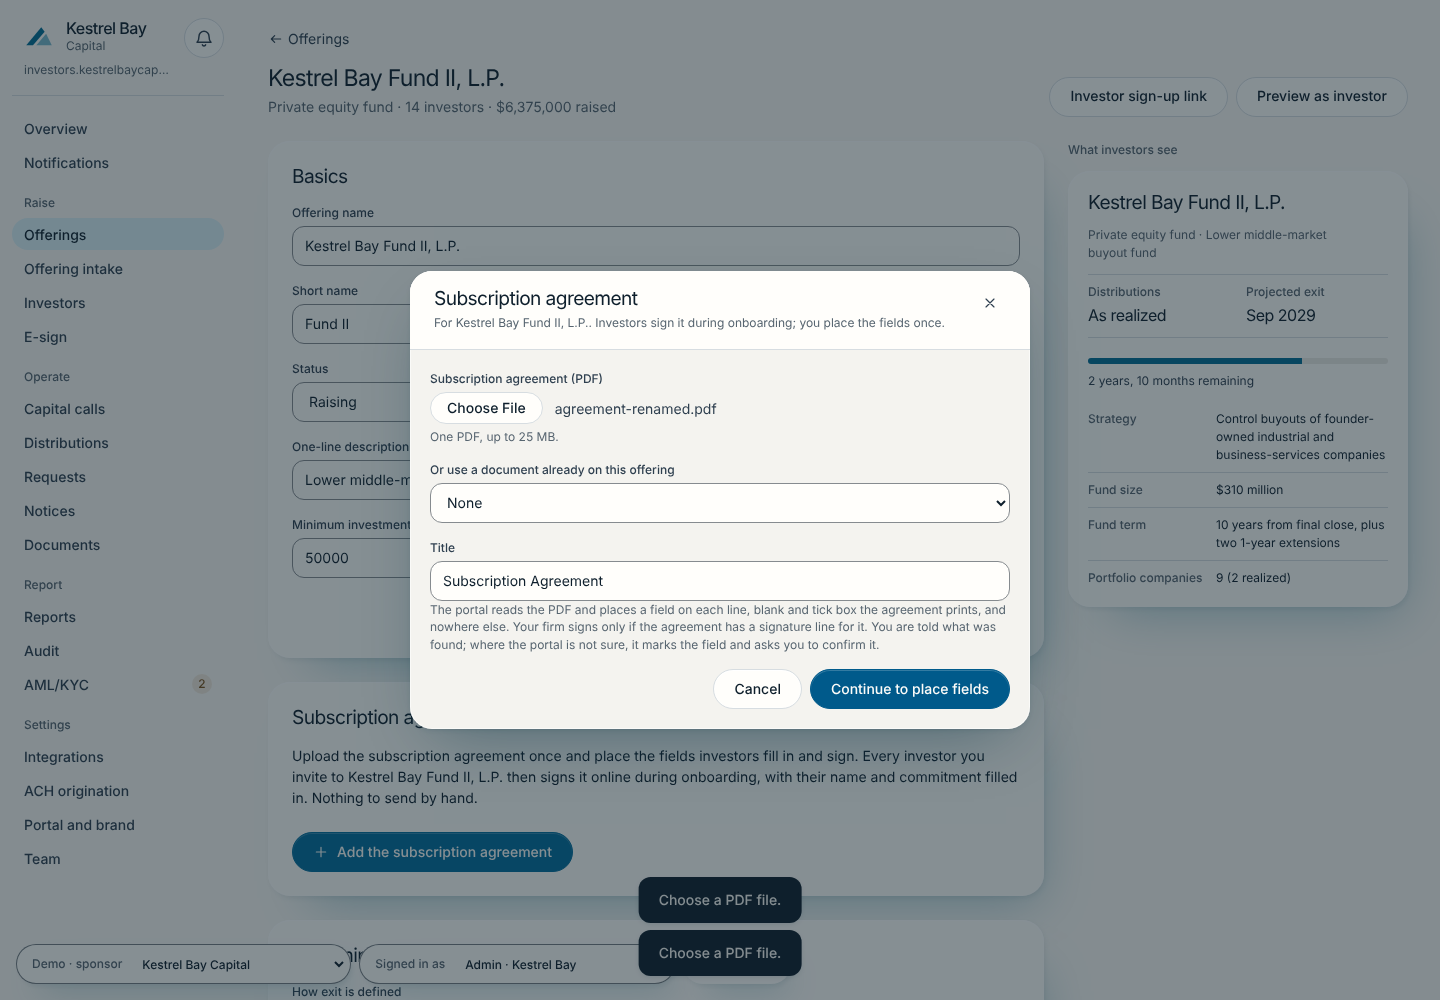 Kestrel Bay
Capital
investors.kestrelbaycap...
Overview
Notifications
Raise
Offerings
Offering intake
Investors
E-sign
Operate
Capital calls
Distributions
Requests
Notices
Documents
Report
Reports
Audit
AML/KYC 2
Settings
Integrations
ACH origination
Portal and brand
Team
← Offerings
Kestrel Bay Fund II, L.P.
Private equity fund · 14 investors · $6,375,000 raised
Investor sign-up link
Preview as investor
Basics
Offering name
Kestrel Bay Fund II, L.P.
Short name
Fund II
Status
Raising
One-line description
Lower middle-m
Minimum investment
50000
Subscription agreement
For Kestrel Bay Fund II, L.P.. Investors sign it during onboarding; you place the fields once.
Subscription agreement (PDF)
Choose File agreement-renamed.pdf
One PDF, up to 25 MB.
Or use a document already on this offering
None
Title
Subscription Agreement
The portal reads the PDF and places a field on each line, blank and tick box the agreement prints, and
nowhere else. Your firm signs only if the agreement has a signature line for it. You are told what was
found; where the portal is not sure, it marks the field and asks you to confirm it.
Cancel
Continue to place fields
Subscription ag
Upload the subscription agreement once and place the fields investors fill in and sign. Every investor you
invite to Kestrel Bay Fund II, L.P. then signs it online during onboarding, with their name and commitment filled
in. Nothing to send by hand.
+ Add the subscription agreement
What investors see
Kestrel Bay Fund II, L.P.
Private equity fund · Lower middle-market
buyout fund
Distributions Projected exit
As realized Sep 2029
2 years, 10 months remaining
Strategy Control buyouts of founder-
owned industrial and
business-services companies
Fund size $310 million
Fund term 10 years from final close, plus
two 1-year extensions
Portfolio companies 9 (2 realized)
Choose a PDF file.
Choose a PDF file.
Demo · sponsor Kestrel Bay Capital
Signed in as Admin · Kestrel Bay
How exit is defined